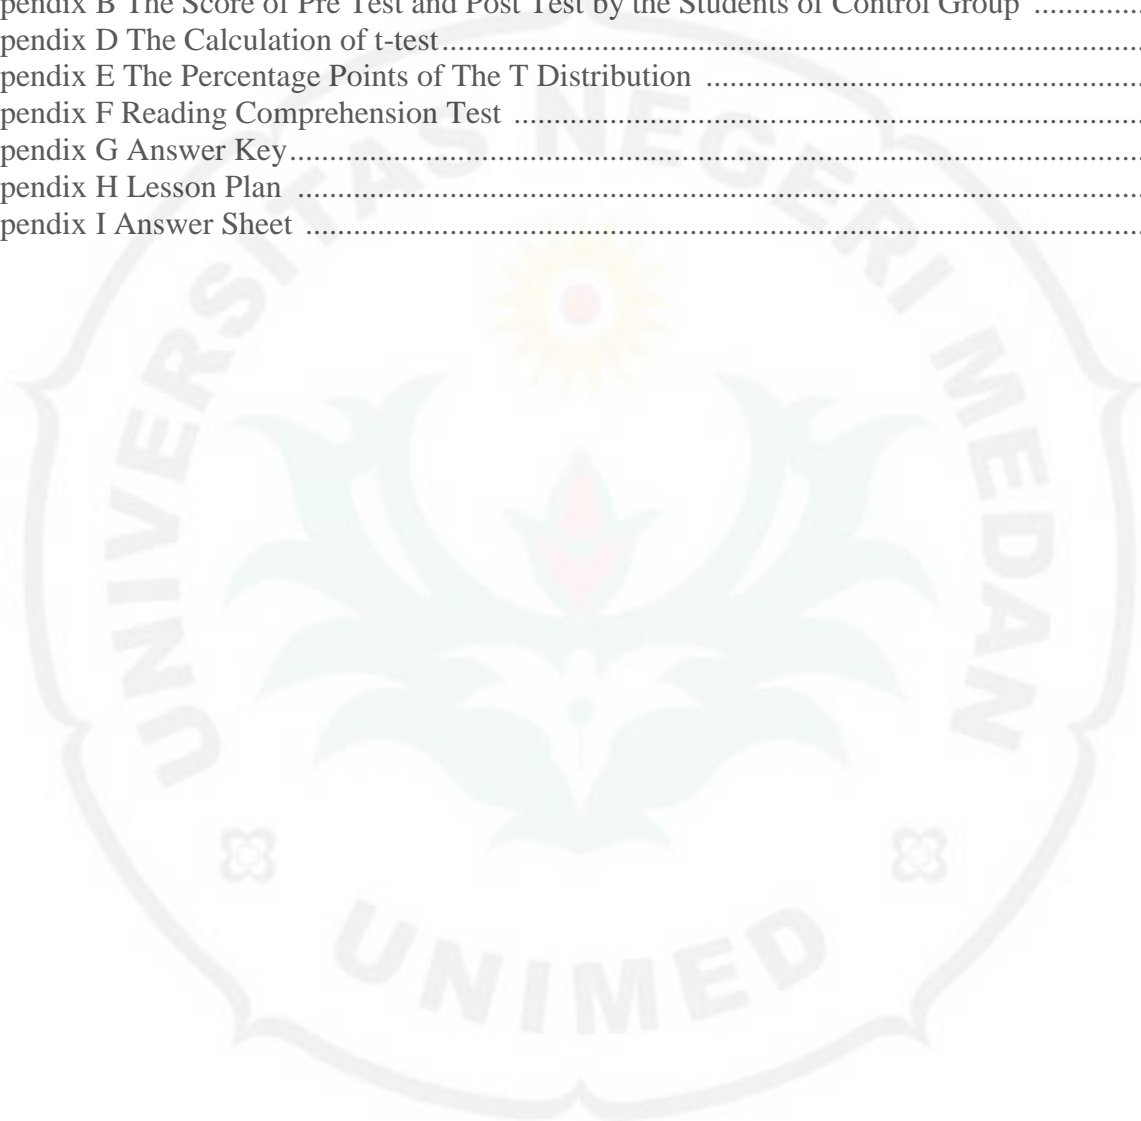 pendix B The Score of Pre Test and Post Test by the Students of Control Group ..............
pendix D The Calculation of t-test.........................................................................................
pendix E The Percentage Points of The T Distribution .......................................................
pendix F Reading Comprehension Test ................................................................................
pendix G Answer Key............................................................................................................
pendix H Lesson Plan ...........................................................................................................
pendix I Answer Sheet ..........................................................................................................
UNIVERSITAS NEGERI MEDAN
UNIMED